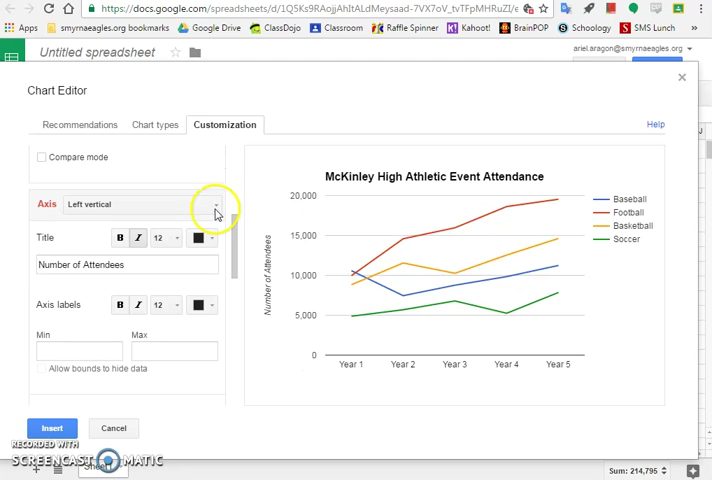 https://docs.google.com/spreadsheets/d/1Q5Ks9RAojjAhItALdMeysaad-7VX7oV_tvTFpMHRuZI/e
Apps
smyrnaeagles.org bookmarks
Google Drive
ClassDojo
Classroom
Raffle Spinner
Kahoot!
BrainPOP
Schoology
SMS Lunch
»
Untitled spreadsheet
ariel.aragon@smyrnaeagles.org
Chart Editor
Recommendations
Chart types
Customization
Help
Compare mode
Axis
Left vertical
Title
B
I
12
Number of Attendees
Axis labels
B
I
12
Min
Max
Allow bounds to hide data
McKinley High Athletic Event Attendance
20,000
15,000
10,000
5,000
0
Number of Attendees
Year 1
Year 2
Year 3
Year 4
Year 5
Baseball
Football
Basketball
Soccer
Insert
Cancel
RECORDED WITH
SCREENCAST MATIC
Sum: 214,795